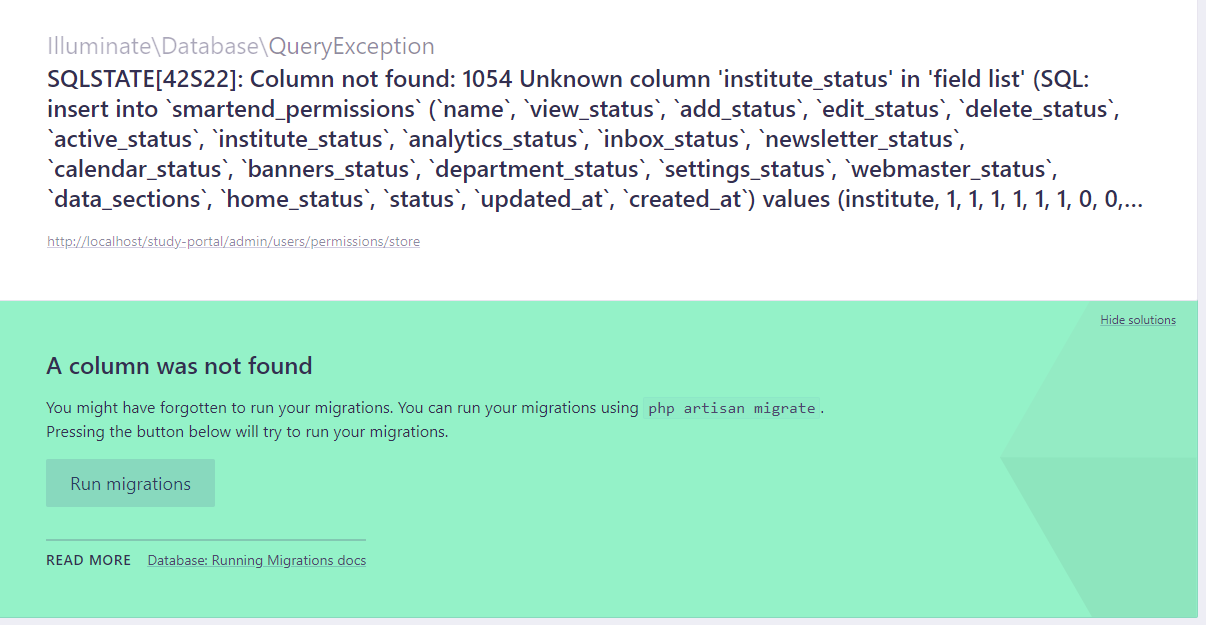 Illuminate\Database\QueryException
SQLSTATE[42S22]: Column not found: 1054 Unknown column 'institute_status' in 'field list' (SQL:
insert into `smartend_permissions` (`name`, `view_status`, `add_status`, `edit_status`, `delete_status`,
`active_status`, `institute_status`, `analytics_status`, `inbox_status`, `newsletter_status`,
`calendar_status`, `banners_status`, `department_status`, `settings_status`, `webmaster_status`,
`data_sections`, `home_status`, `status`, `updated_at`, `created_at`) values (institute, 1, 1, 1, 1, 1, 1, 0, 0,...
http://localhost/study-portal/admin/users/permissions/store
Hide solutions
A column was not found
You might have forgotten to run your migrations. You can run your migrations using php artisan migrate.
Pressing the button below will try to run your migrations.
Run migrations
READ MORE Database: Running Migrations docs